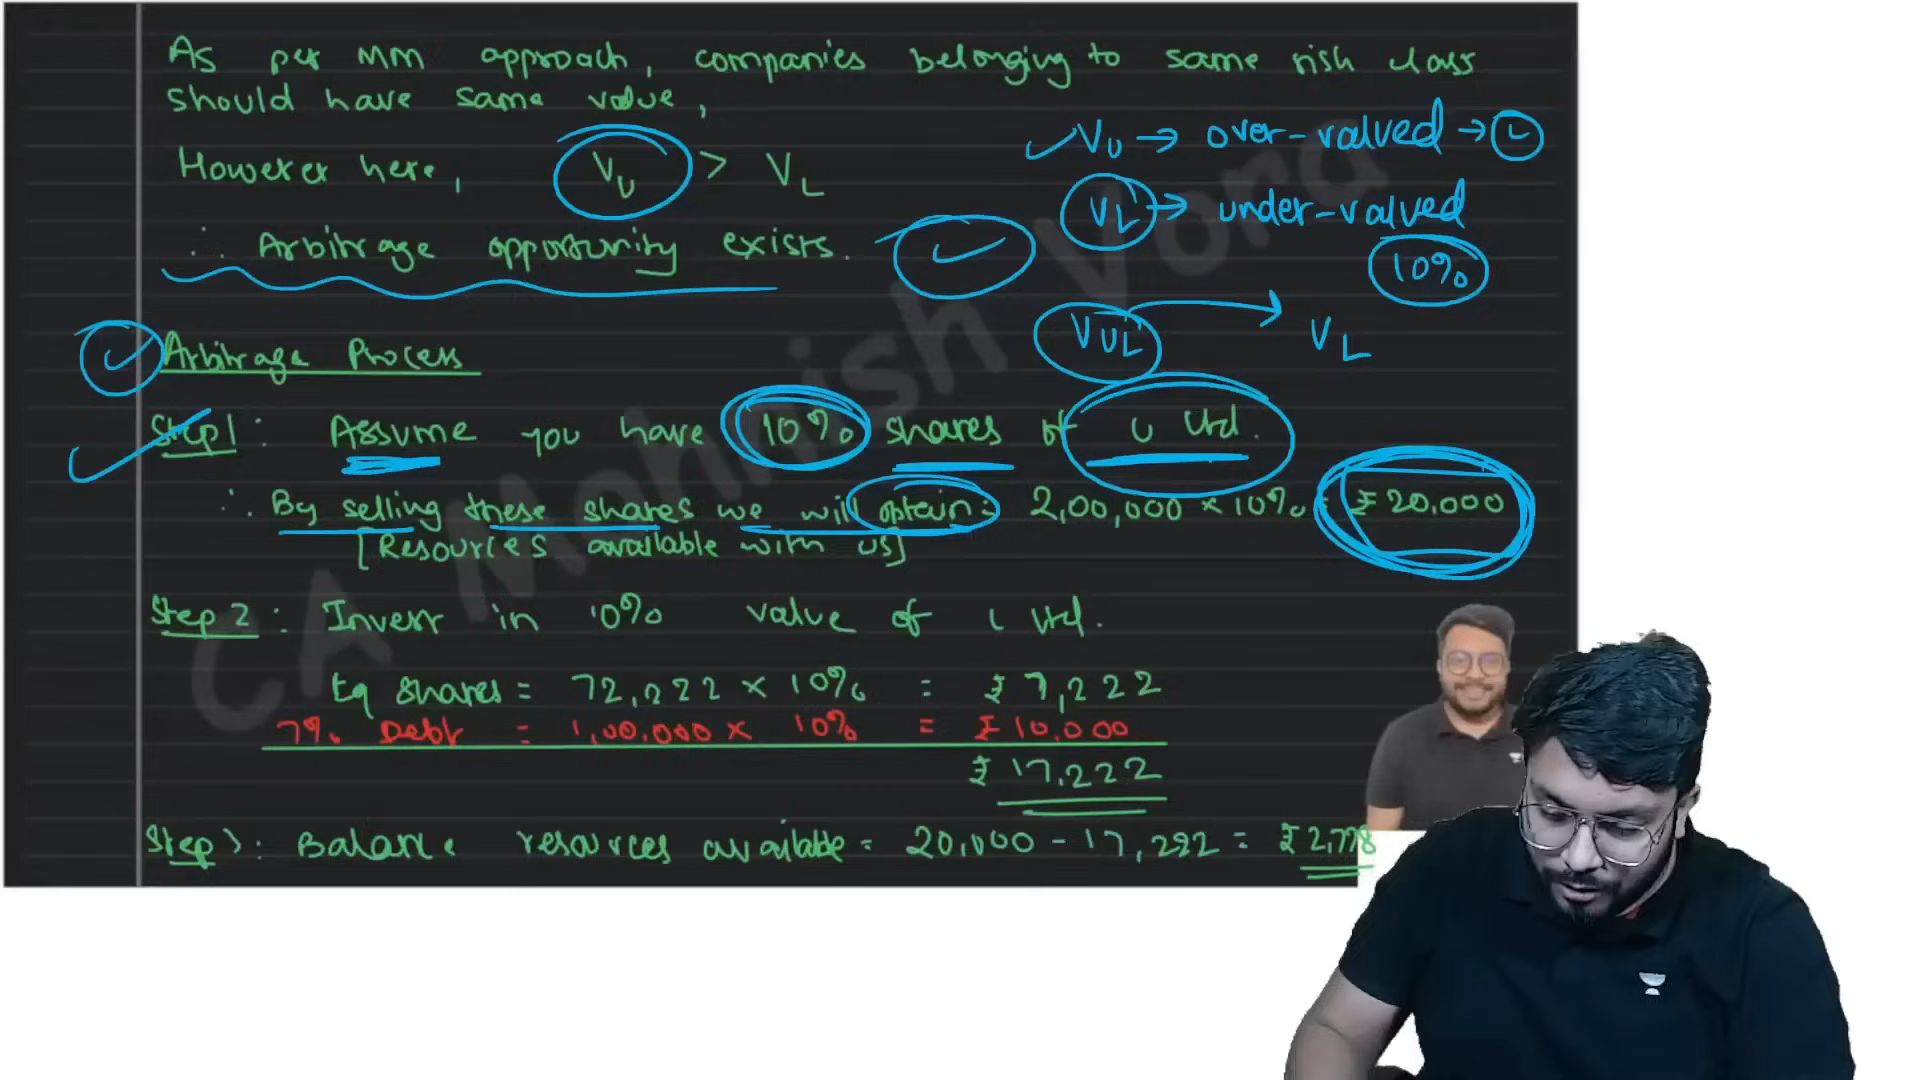 As per MM approach, companies belonging to same risk class
should have same value,
However here, VU > VL
∴ Arbitrage opportunity exists.
VU → over-valued →
VL → under-valued
10%
VUL → VL
Arbitrage Process
Step 1: Assume you have 10% shares of U Ltd.
∴ By selling these shares we will obtain: 2,00,000 × 10% = ₹20,000
[Resources available with us]
Step 2: Invest in 10% value of L Ltd.
Eq shares = 72,222 × 10% = ₹7,222
7% Debt = 1,00,000 × 10% = ₹10,000
₹17,222
Step 3: Balance resources available = 20,000 - 17,222 = ₹2,778
CA Mohnish Vora